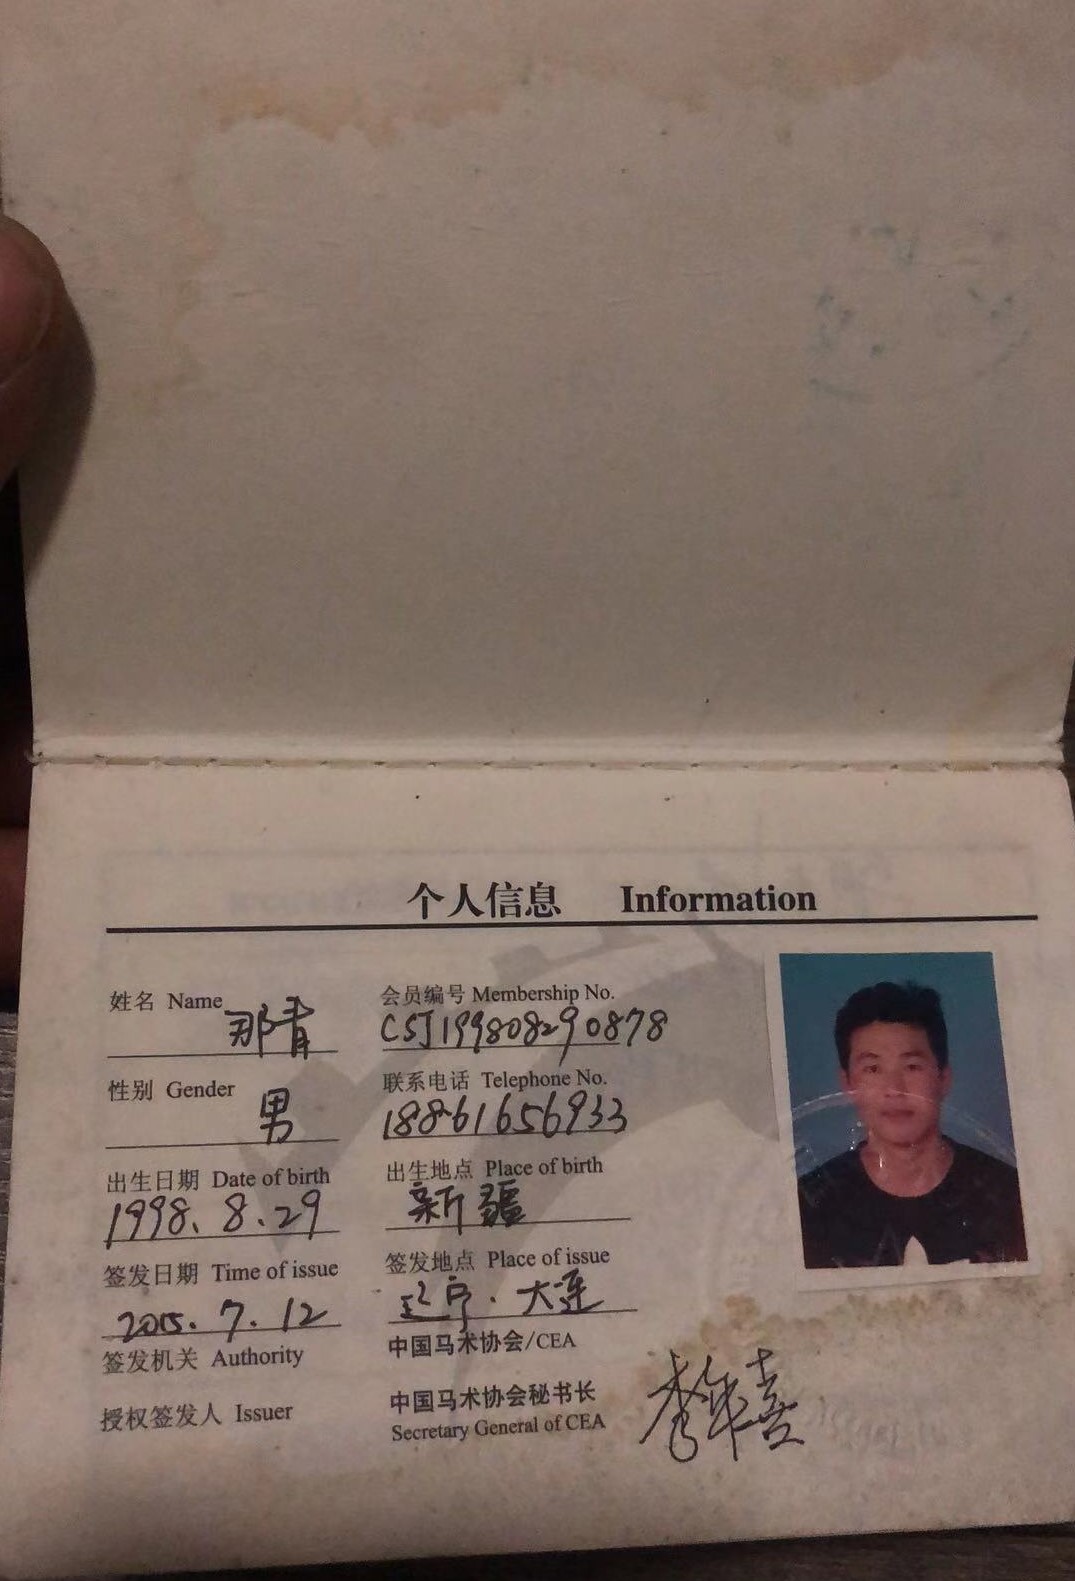 个人信息 Information
姓名 Name 那青
会员编号 Membership No.
CSJ199808290878
性别 Gender 男
联系电话 Telephone No.
18861656933
出生日期 Date of birth
1998.8.29
出生地点 Place of birth
新疆
签发日期 Time of issue
2015.7.12
签发地点 Place of issue
辽宁.大连
签发机关 Authority
中国马术协会/CEA
授权签发人 Issuer
中国马术协会秘书长
Secretary General of CEA